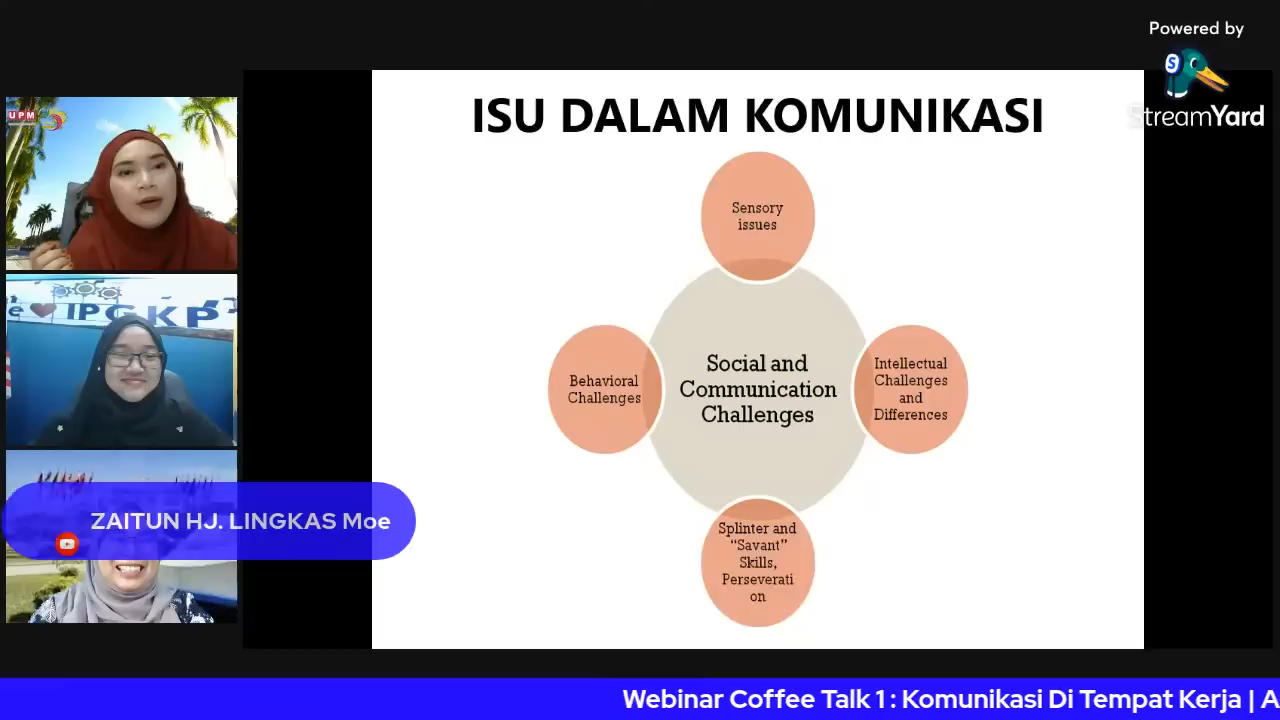 Powered by
StreamYard
UPM
ISU DALAM KOMUNIKASI
Sensory
issues
Social and
Communication
Challenges
Behavioral
Challenges
Intellectual
Challenges
and
Differences
Splinter and
“Savant”
Skills,
Perseverati
on
e ❤ IPGKP
ZAITUN HJ. LINGKAS Moe
Webinar Coffee Talk 1 : Komunikasi Di Tempat Kerja | A